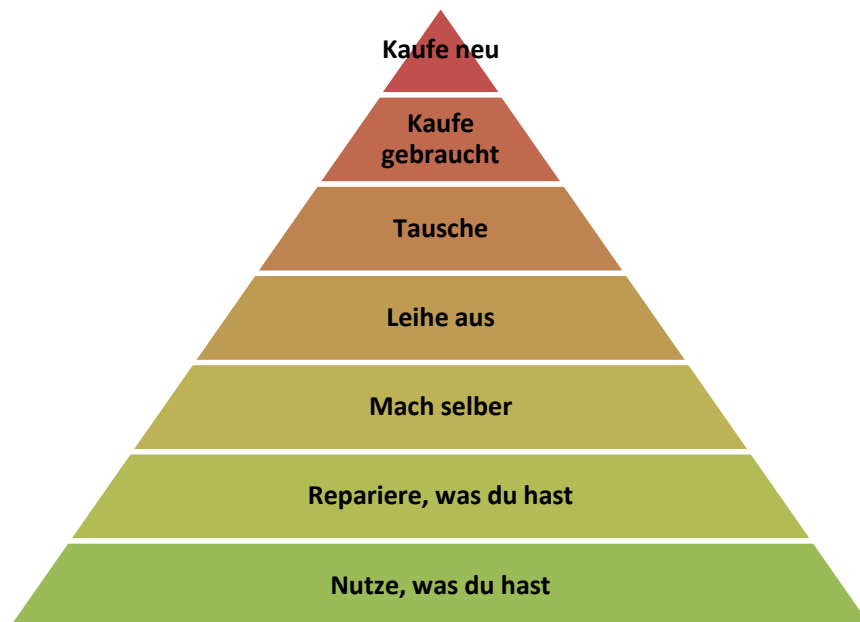 Kaufe neu
Kaufe
gebraucht
Tausche
Leihe aus
Mach selber
Repariere, was du hast
Nutze, was du hast